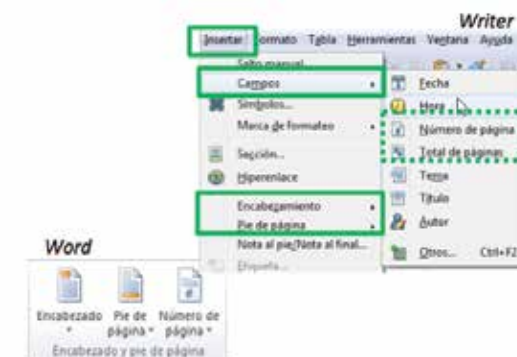 Writer
Insertar Formato Tabla Herramientas Ventana Ayuda
Salto manual
Campos
Símbolos...
Marca de formateo
Sección...
Hiperenlace
Encabezamiento
Pie de página
Nota al pie/Nota al final...
Etiqueta...
Fecha
Hora
Número de página
Total de páginas
Tema
Título
Autor
Otros... Ctrl+F2
Word
Encabezado Pie de página Número de página
Encabezado y pie de página